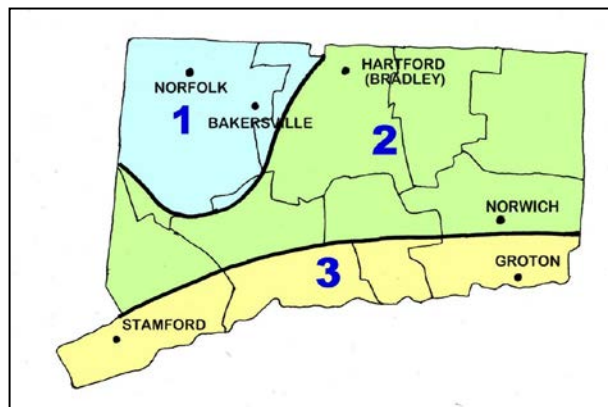 HARTFORD
(BRADLEY)
NORFOLK
1
BAKERSVILLE
2
NORWICH
3
GROTON
STAMFORD